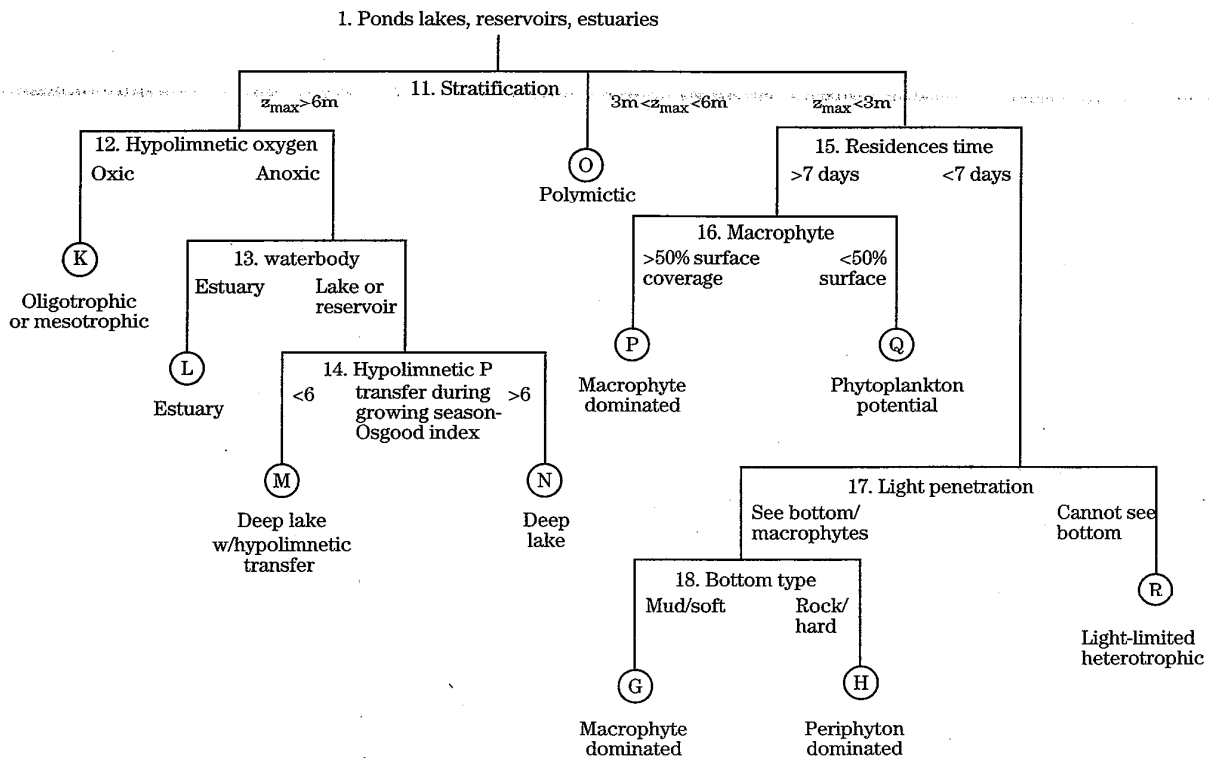 1. Ponds lakes, reservoirs, estuaries
11. Stratification
z_max>6m
3m<z_max<6m
z_max<3m
12. Hypolimnetic oxygen
Oxic
Anoxic
15. Residences time
>7 days
<7 days
O
Polymictic
16. Macrophyte
>50% surface
coverage
<50%
surface
K
Oligotrophic
or mesotrophic
13. waterbody
Estuary
Lake or
reservoir
L
Estuary
14. Hypolimnetic P
transfer during
growing season-
Osgood index
<6
>6
P
Macrophyte
dominated
Q
Phytoplankton
potential
M
Deep lake
w/hypolimnetic
transfer
N
Deep
lake
17. Light penetration
See bottom/
macrophytes
Cannot see
bottom
18. Bottom type
Mud/soft
Rock/
hard
R
Light-limited
heterotrophic
G
Macrophyte
dominated
H
Periphyton
dominated